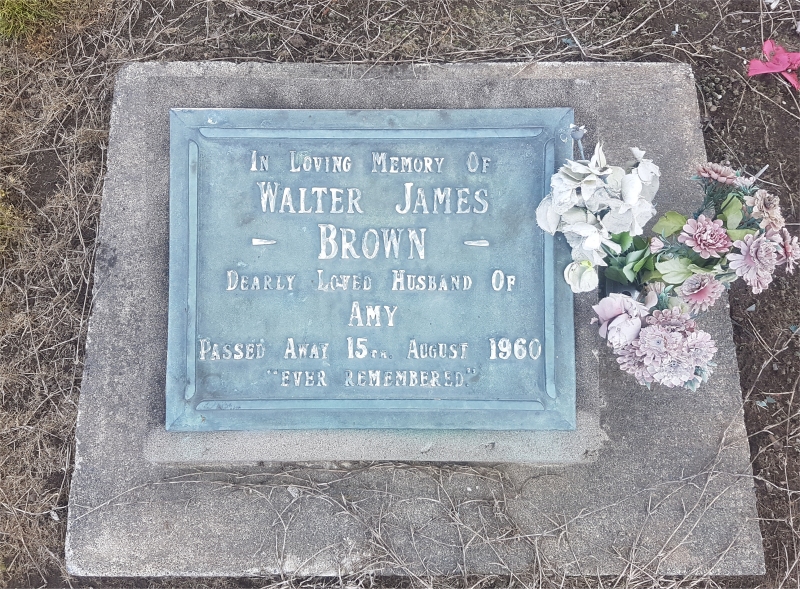 IN LOVING MEMORY OF
WALTER JAMES
- BROWN -
DEARLY LOVED HUSBAND OF
AMY
PASSED AWAY 15TH. AUGUST 1960
"EVER REMEMBERED"